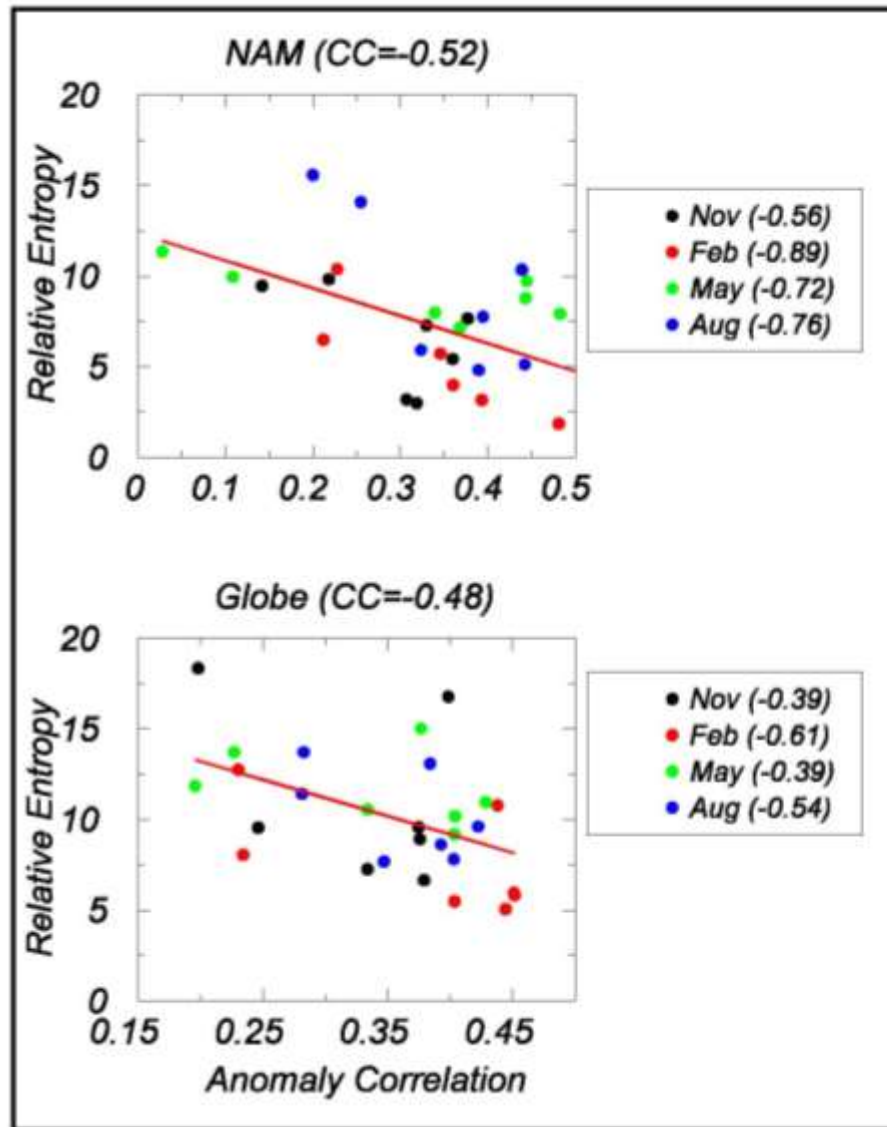 NAM (CC=-0.52)
20
15
10
5
0
Relative Entropy
0 0.1 0.2 0.3 0.4 0.5
Nov (-0.56)
Feb (-0.89)
May (-0.72)
Aug (-0.76)
Globe (CC=-0.48)
20
15
10
5
0
Relative Entropy
0.15 0.25 0.35 0.45
Anomaly Correlation
Nov (-0.39)
Feb (-0.61)
May (-0.39)
Aug (-0.54)